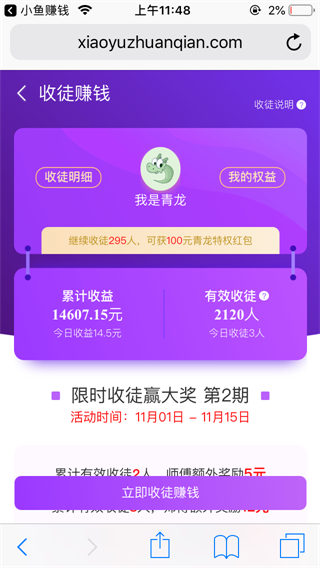 小鱼赚钱
上午11:48
2%
xiaoyuzhuanqian.com
收徒赚钱
收徒说明 ?
收徒明细
我的权益
我是青龙
继续收徒295人，可获100元青龙特权红包
累计收益
有效收徒 ?
14607.15元
2120人
今日收益14.5元
今日收徒3人
限时收徒赢大奖 第2期
活动时间：11月01日 - 11月15日
累计有效收徒2人，师傅额外奖励5元
立即收徒赚钱